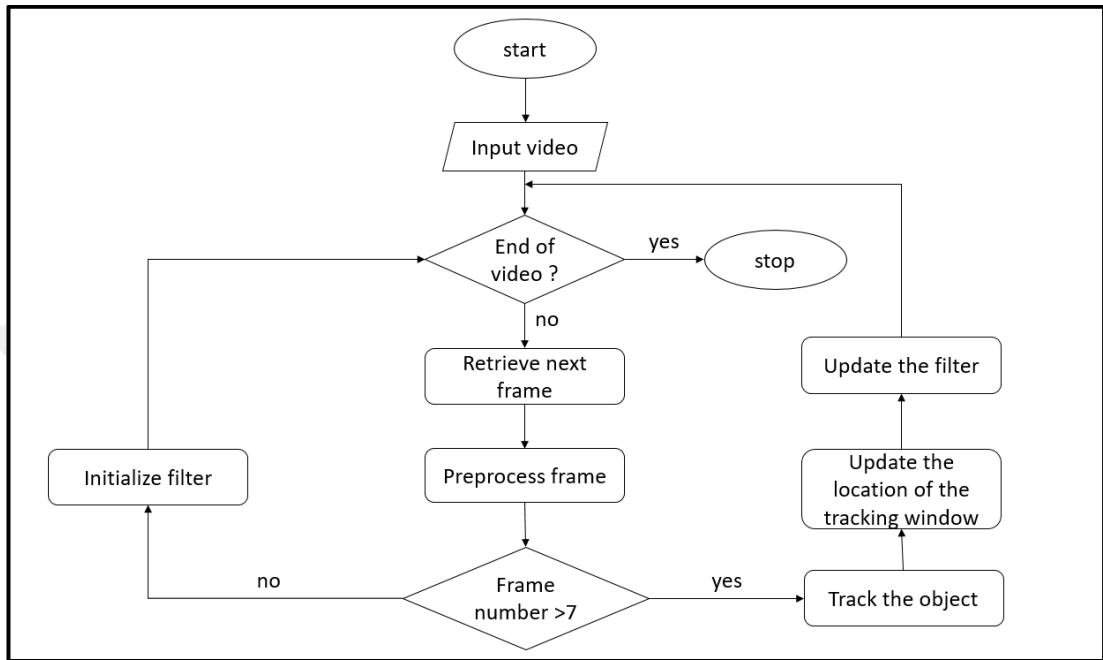 start
Input video
End of
video ?
yes
stop
no
Retrieve next
frame
Update the filter
Initialize filter
Preprocess frame
Update the
location of the
tracking window
no
Frame
number >7
yes
Track the object